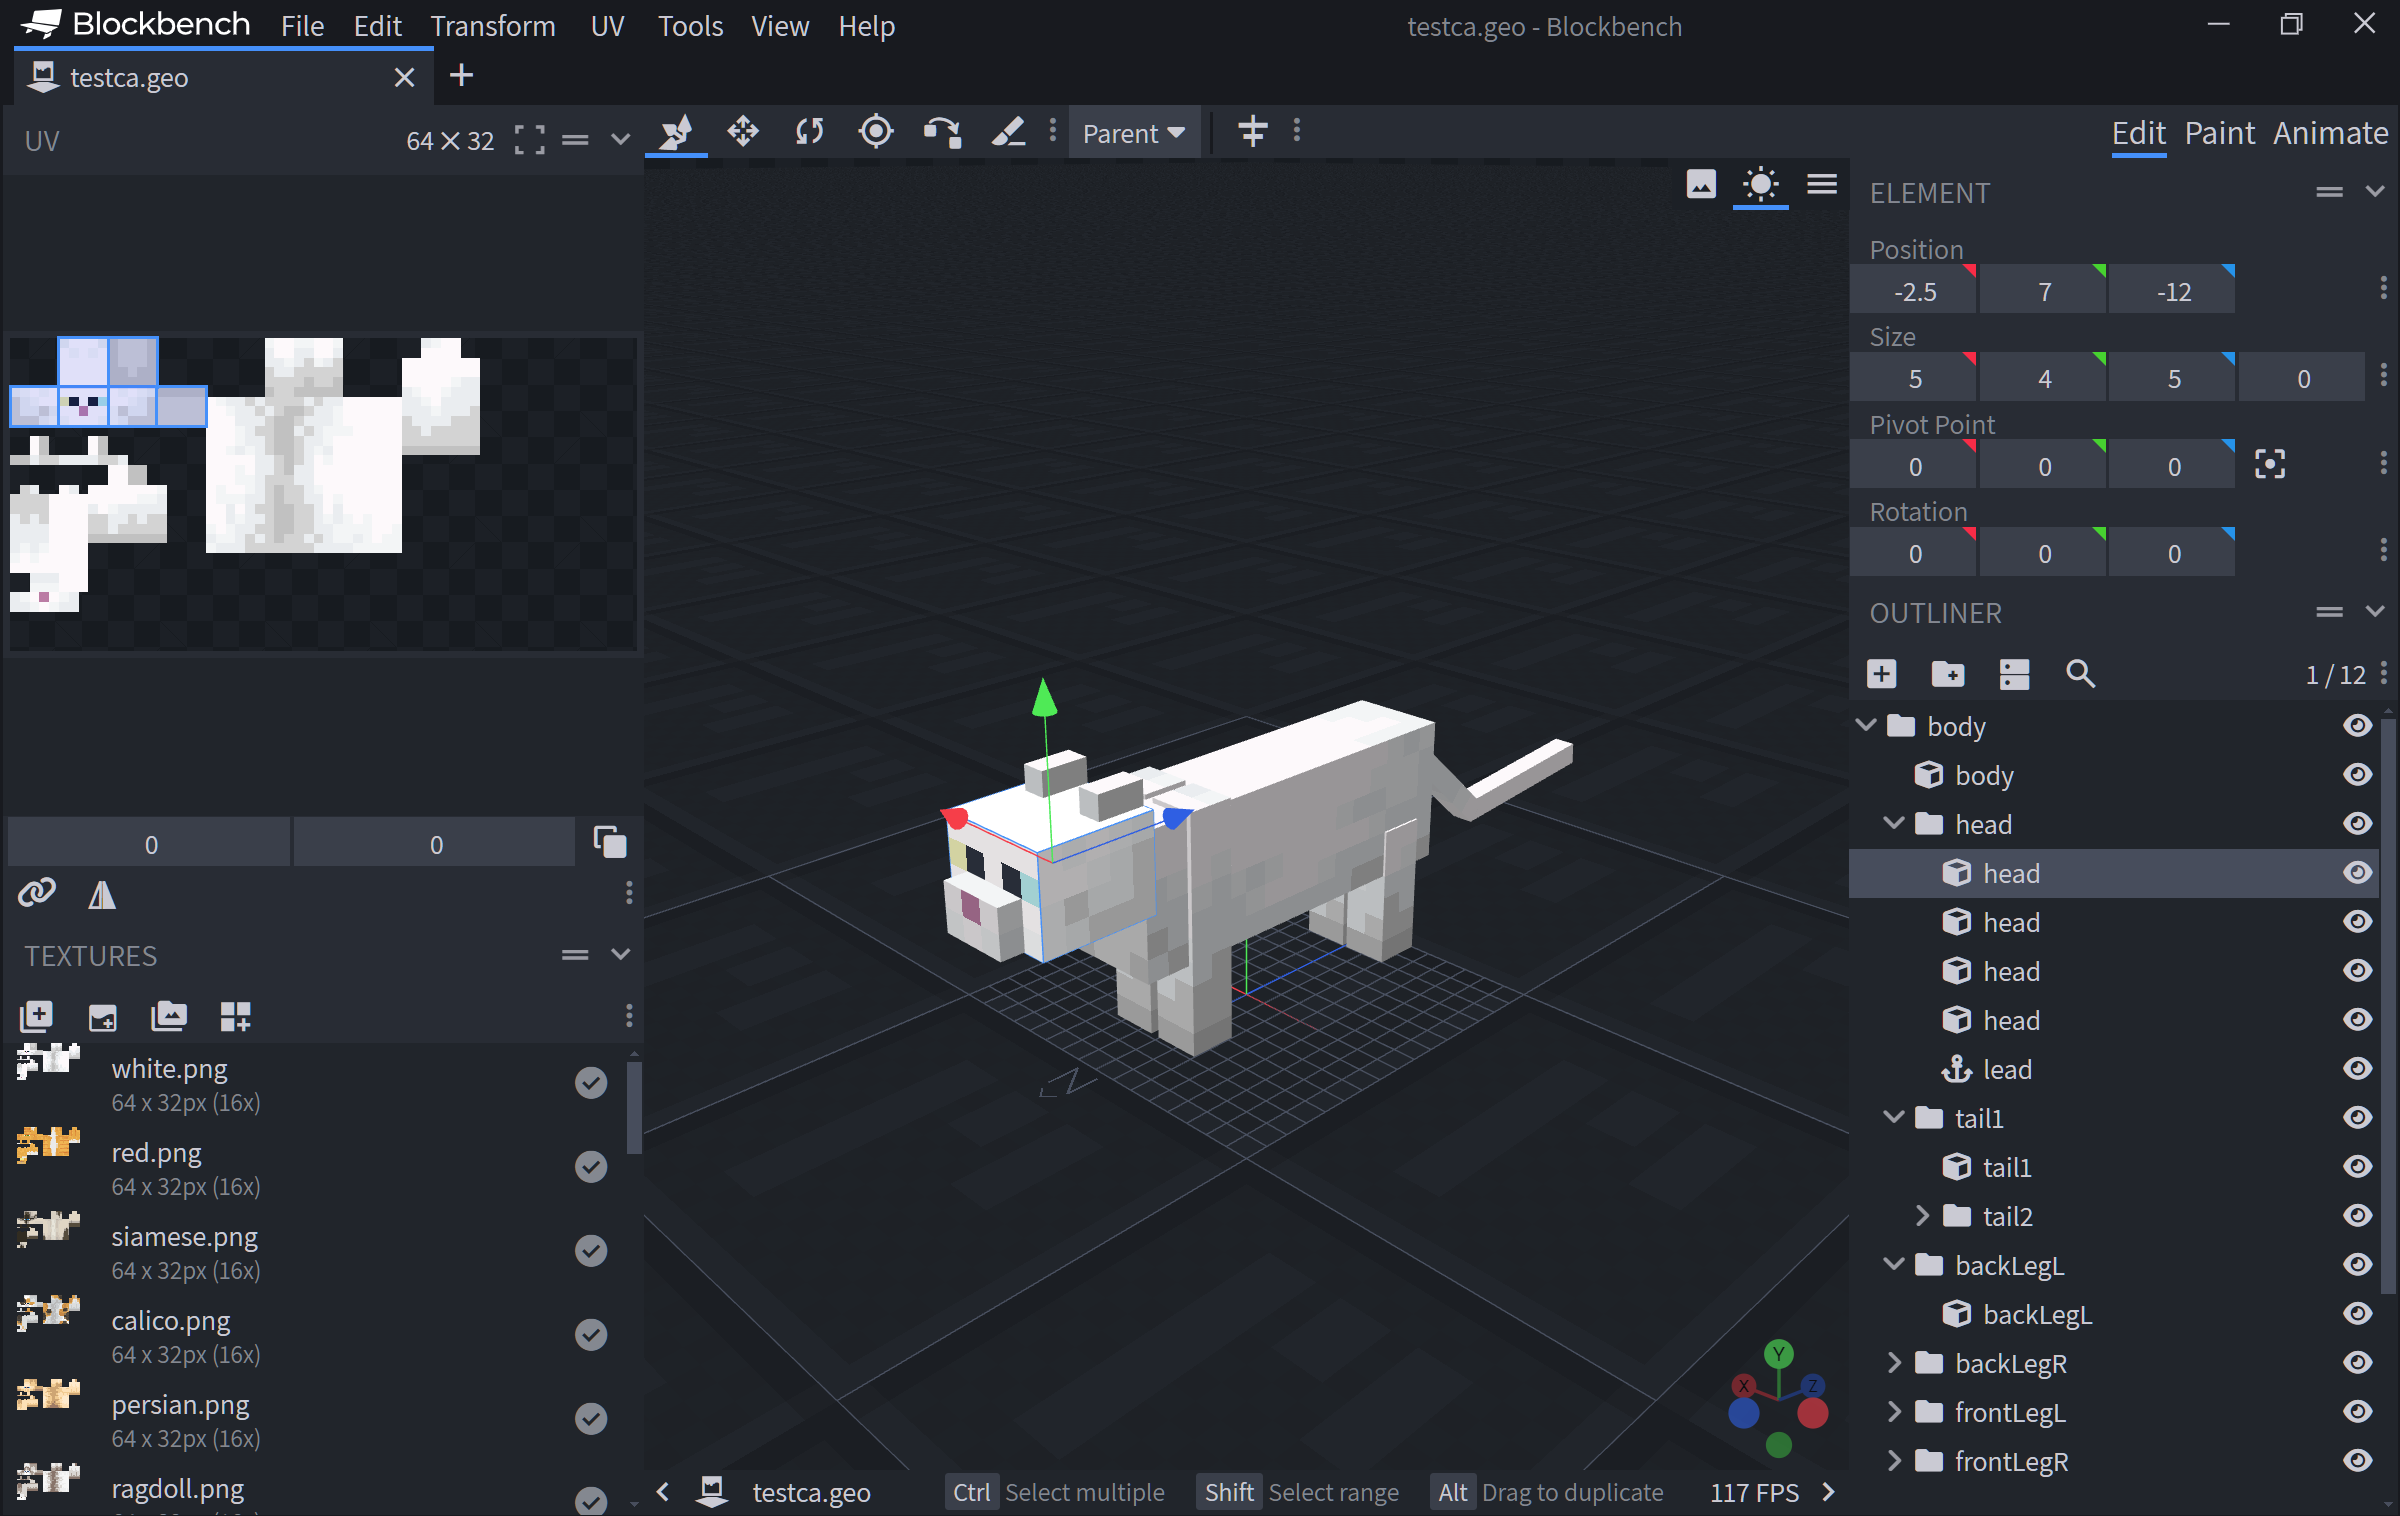 Blockbench File Edit Transform UV Tools View Help testca.geo - Blockbench
testca.geo
UV 64 × 32
Parent
Edit Paint Animate
ELEMENT
Position
-2.5 7 -12
Size
5 4 5 0
Pivot Point
0 0 0
Rotation
0 0 0
OUTLINER
1 / 12
body
body
head
head
head
head
head
lead
tail1
tail1
tail2
backLegL
backLegL
backLegR
frontLegL
frontLegR
0 0
TEXTURES
white.png
64 x 32px (16x)
red.png
64 x 32px (16x)
siamese.png
64 x 32px (16x)
calico.png
64 x 32px (16x)
persian.png
64 x 32px (16x)
ragdoll.png
N
Y
X
Z
testca.geo Ctrl Select multiple Shift Select range Alt Drag to duplicate 117 FPS